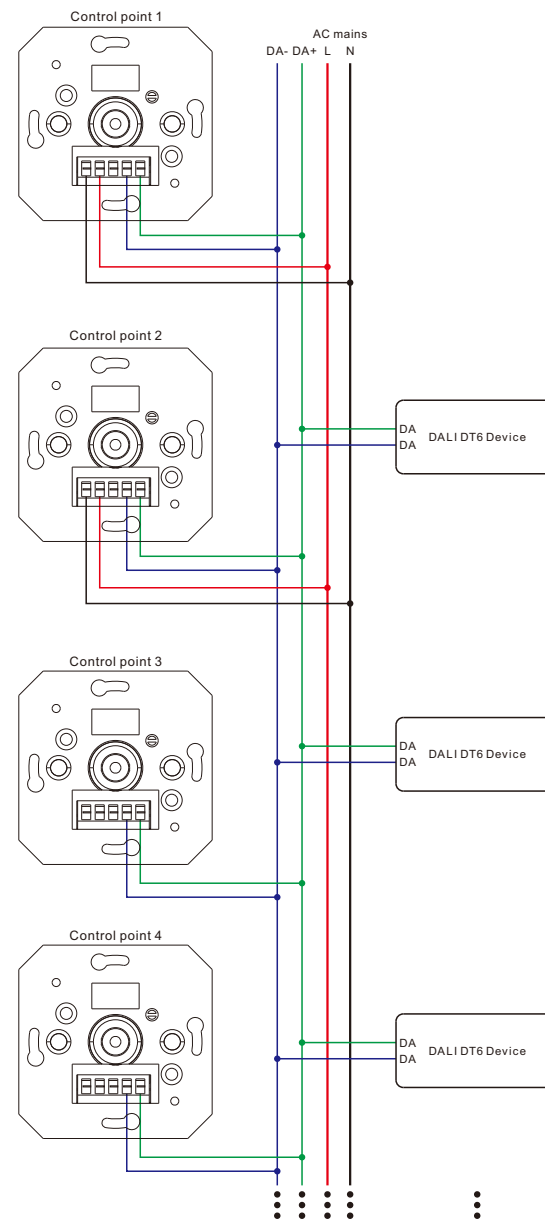 Control point 1
AC mains
DA- DA+ L N
Control point 2
DA
DALI DT6 Device
DA
Control point 3
DA
DALI DT6 Device
DA
Control point 4
DA
DALI DT6 Device
DA